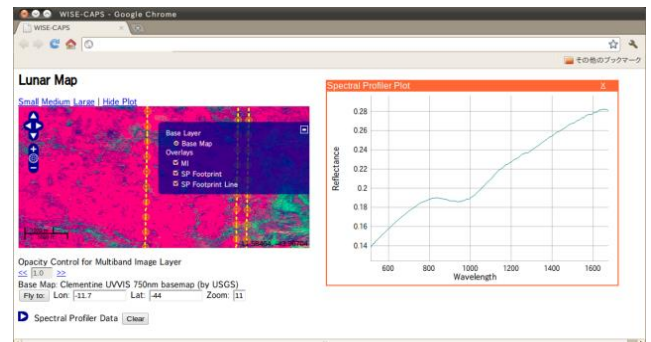 WISE-CAPS - Google Chrome
WISE-CAPS
その他のブックマーク
Lunar Map
Small Medium Large | Hide Plot
Base Layer
Base Map
Overlays
MI
SP Footprint
SP Footprint Line
Opacity Control for Multiband Image Layer
<< 1.0 >>
Base Map: Clementine UVVIS 750nm basemap (by USGS)
Fly to: Lon: -11.7 Lat: -44 Zoom: 11
Spectral Profiler Data Clear
Spectral Profiler Plot X
Reflectance
0.28
0.26
0.24
0.22
0.2
0.18
0.16
0.14
600 800 1000 1200 1400 1600
Wavelength